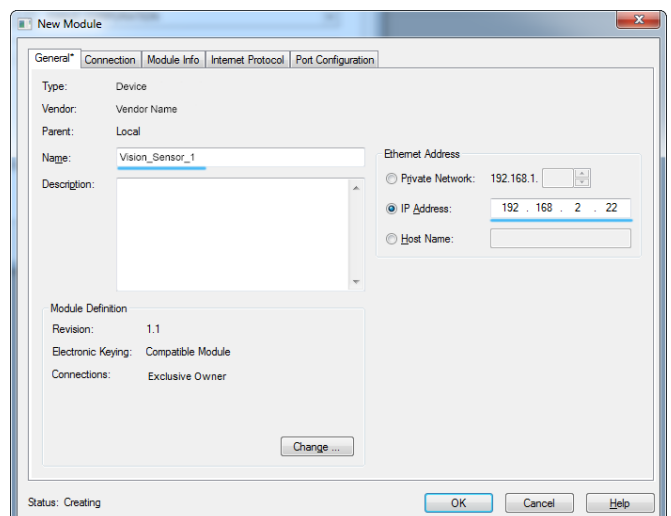 New Module
General* Connection Module Info Internet Protocol Port Configuration
Type: Device
Vendor: Vendor Name
Parent: Local
Name: Vision_Sensor_1
Description:
Ethernet Address
Private Network: 192.168.1.
IP Address: 192 . 168 . 2 . 22
Host Name:
Module Definition
Revision: 1.1
Electronic Keying: Compatible Module
Connections: Exclusive Owner
Change ...
Status: Creating
OK Cancel Help